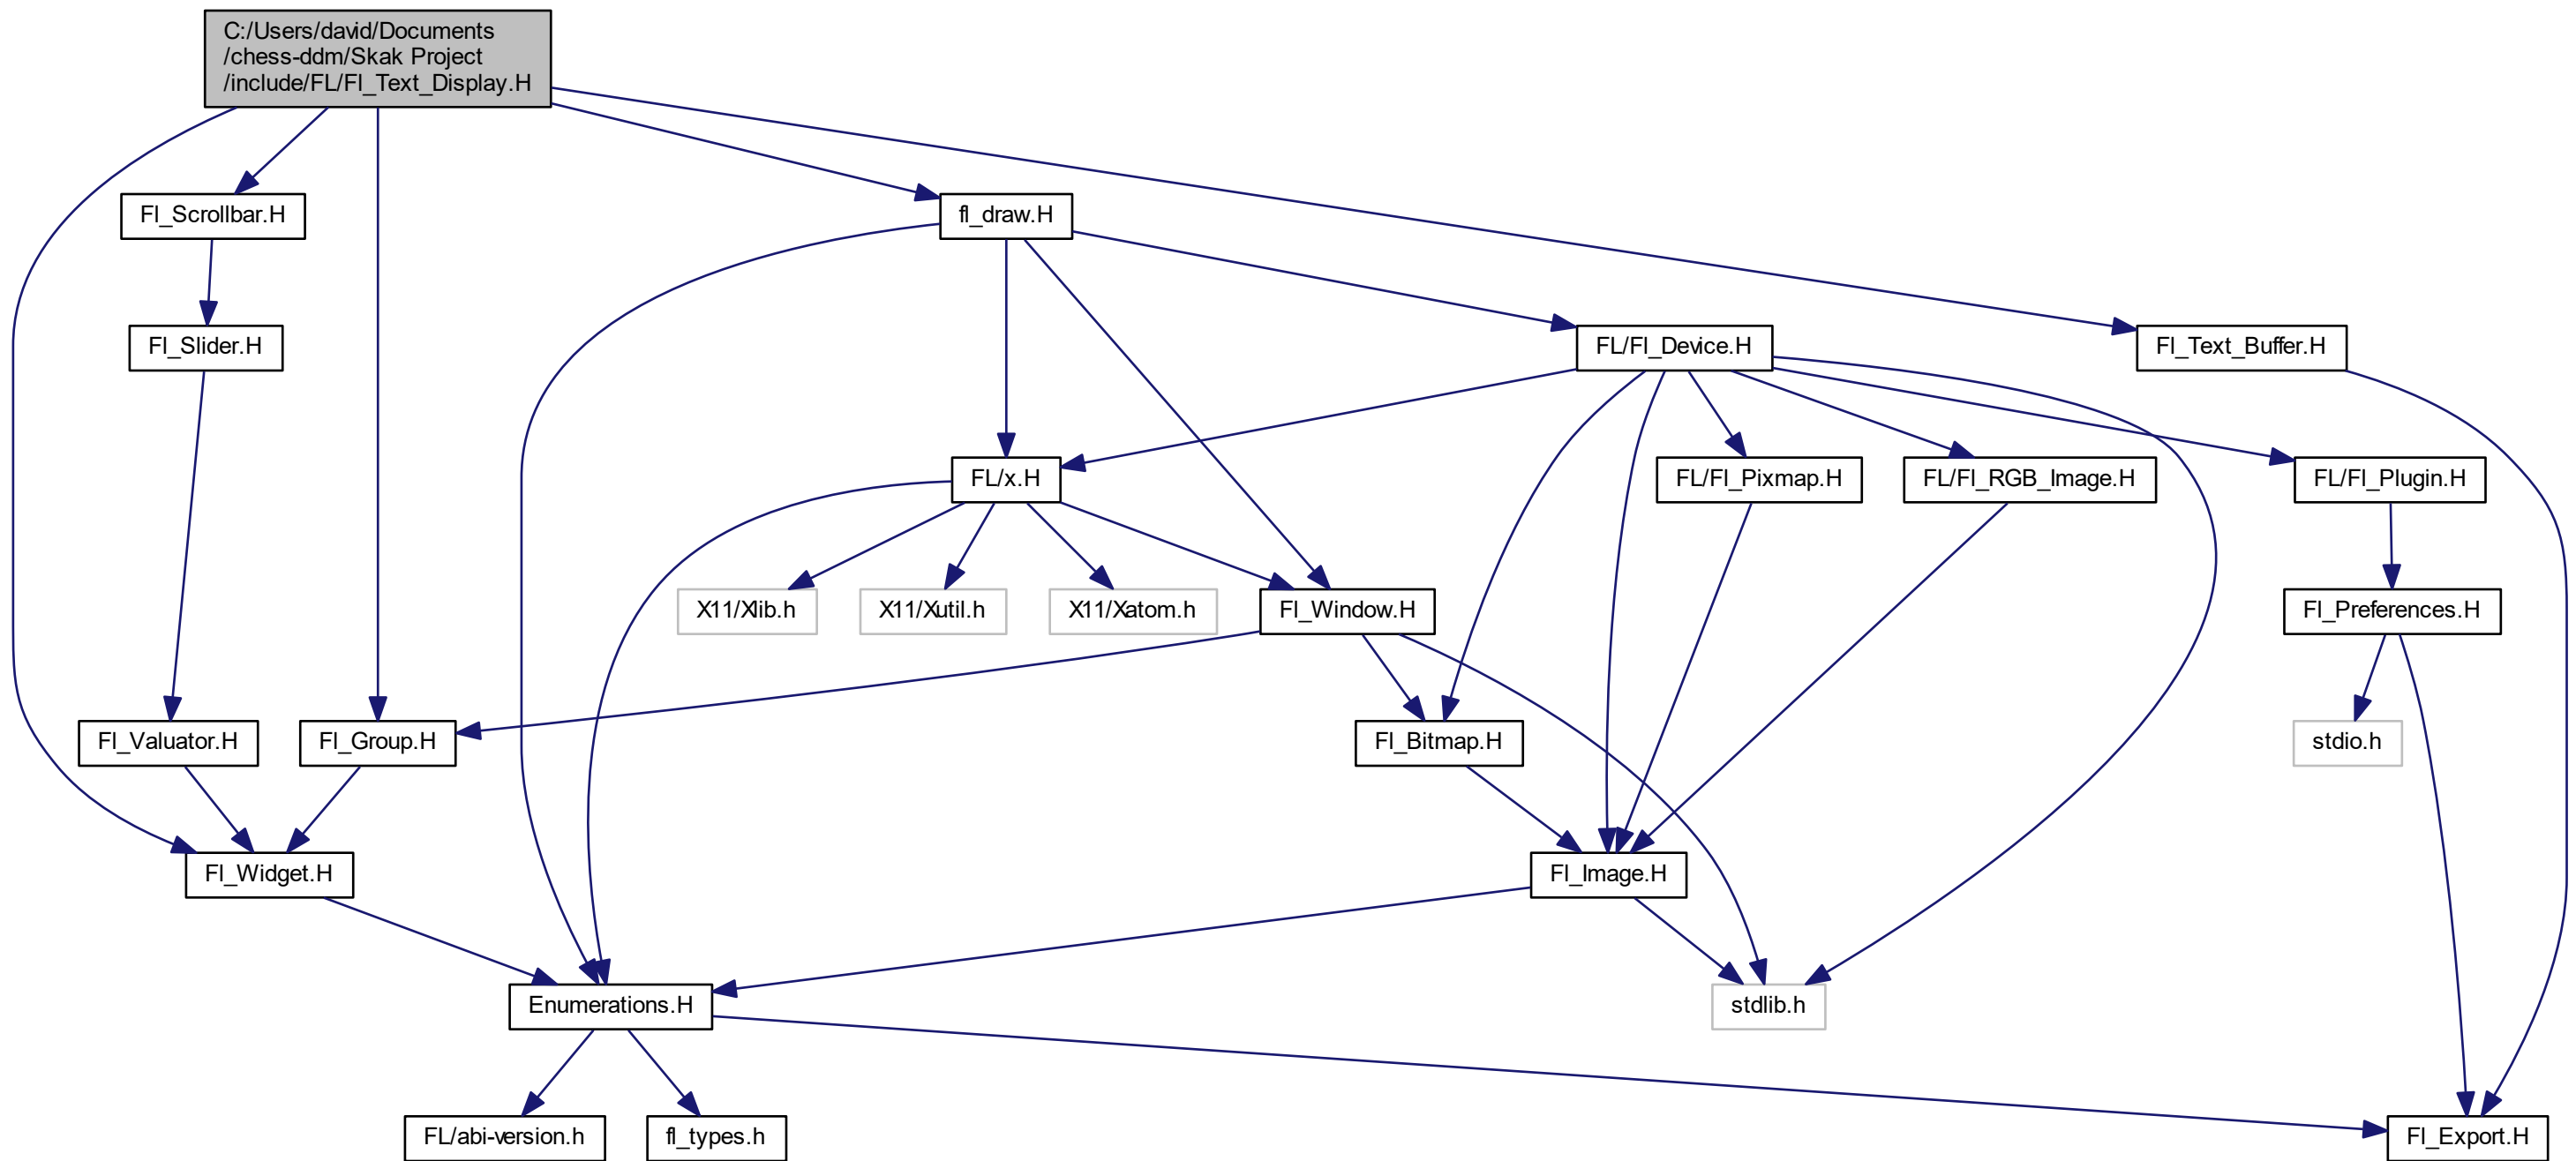 C:/Users/david/Documents
/chess-ddm/Skak Project
/include/FL/Fl_Text_Display.H
Fl_Scrollbar.H
fl_draw.H
Fl_Slider.H
FL/Fl_Device.H
Fl_Text_Buffer.H
FL/x.H
FL/Fl_Pixmap.H
FL/Fl_RGB_Image.H
FL/Fl_Plugin.H
X11/Xlib.h
X11/Xutil.h
X11/Xatom.h
Fl_Window.H
Fl_Preferences.H
Fl_Valuator.H
Fl_Group.H
Fl_Bitmap.H
stdio.h
Fl_Widget.H
Fl_Image.H
Enumerations.H
stdlib.h
FL/abi-version.h
fl_types.h
Fl_Export.H